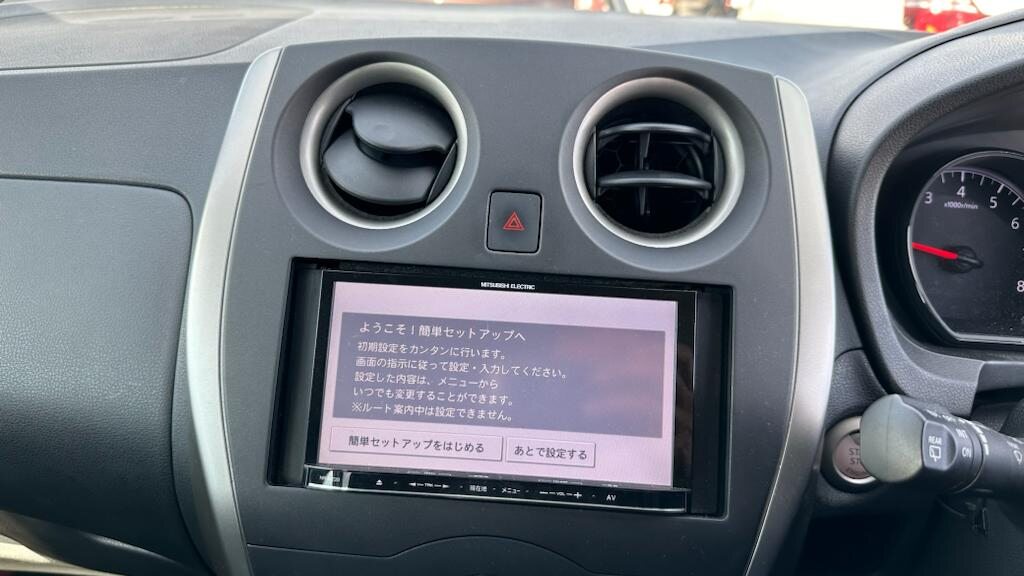 MITSUBISHI ELECTRIC
ようこそ！簡単セットアップへ
初期設定をカンタンに行います。
画面の指示に従って設定・入力してください。
設定した内容は、メニューから
いつでも変更することができます。
※ルート案内中は設定できません。
簡単セットアップをはじめる
あとで設定する
TRK 現在地 メニュー VOL AV
3 4 5 6 7 8
x1000r/min
REAR
INT
ON